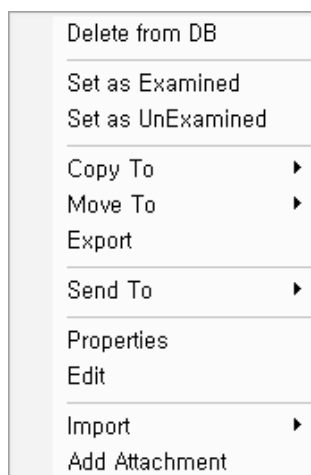 Delete from DB
Set as Examined
Set as UnExamined
Copy To
Move To
Export
Send To
Properties
Edit
Import
Add Attachment